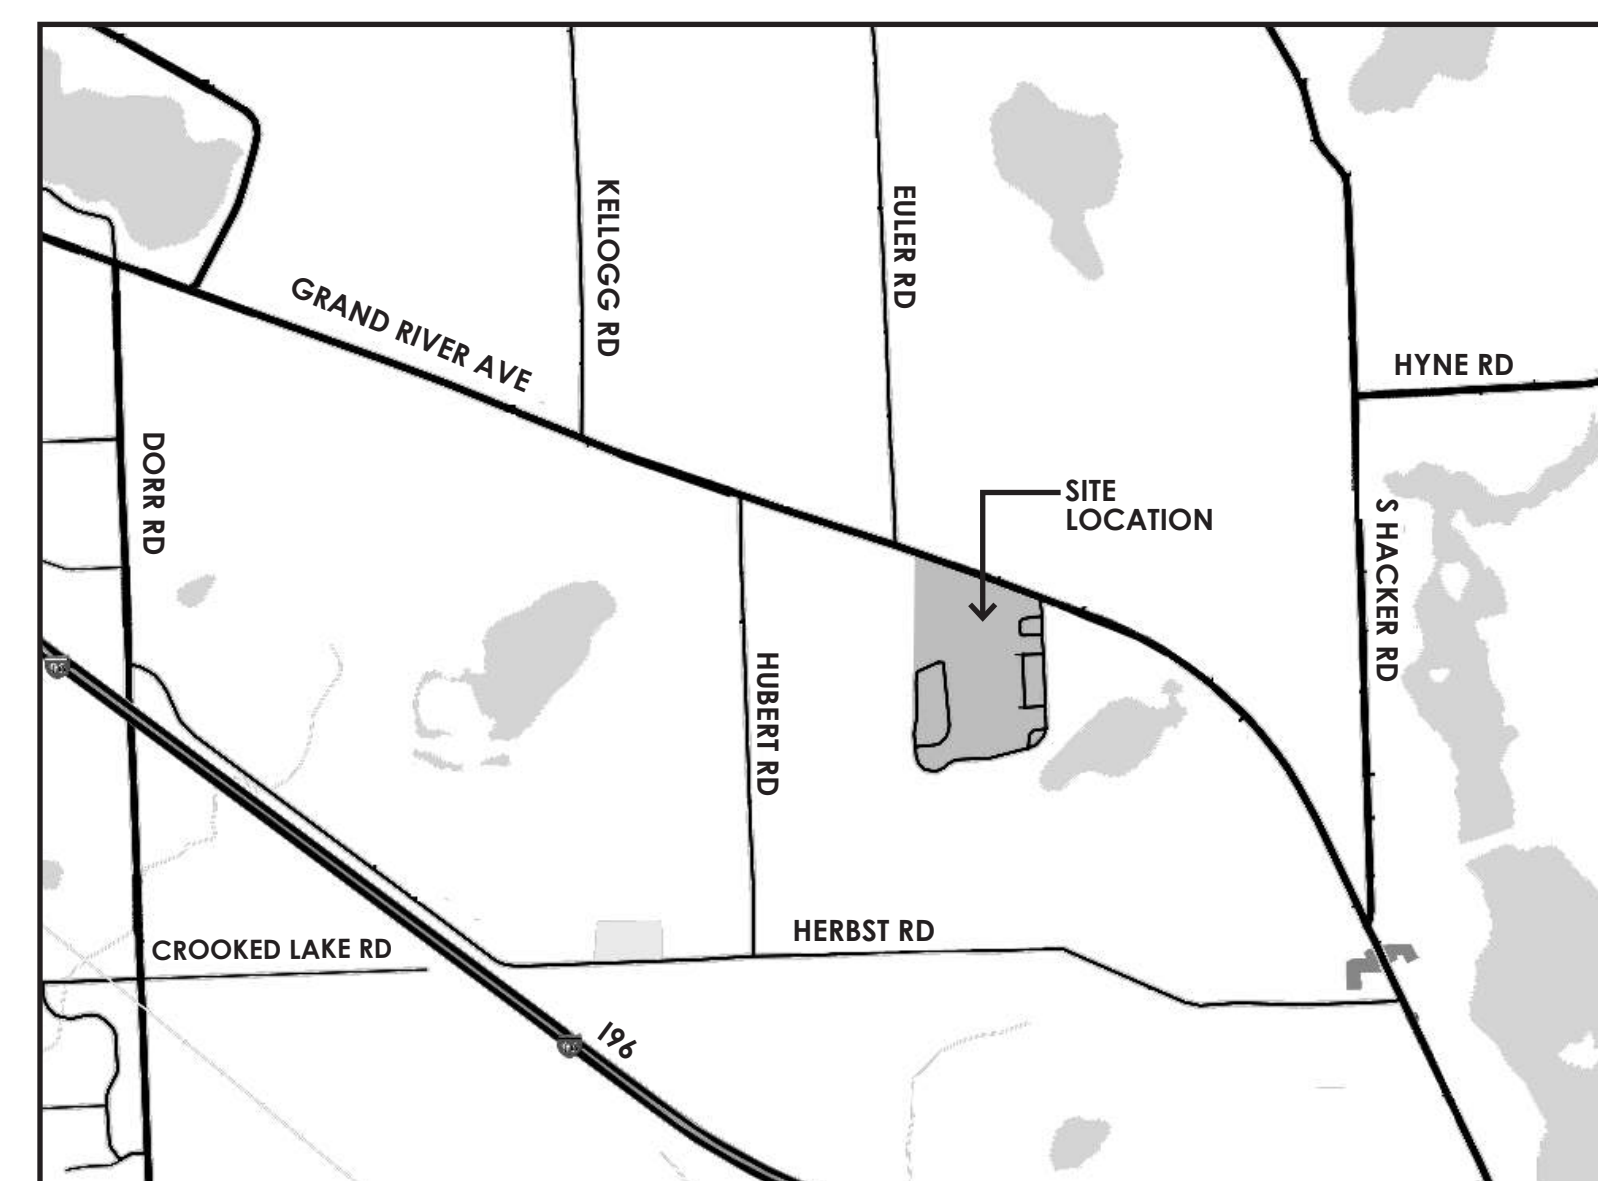 KELLOGG RD
EULER RD
GRAND RIVER AVE
HYNE RD
DORR RD
SITE
LOCATION
S HACKER RD
HUBERT RD
HERBST RD
CROOKED LAKE RD
I96